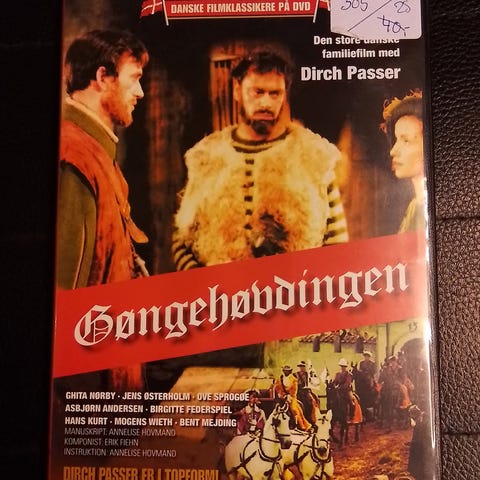 DANSKE FILMKLASSIKERE PÅ DVD
Den store danske
familiefilm med
Dirch Passer
Gøngehøvdingen
GHITA NØRBY · JENS ØSTERHOLM · OVE SPROGØE
ASBJØRN ANDERSEN · BIRGITTE FEDERSPIEL
HANS KURT · MOGENS WIETH · BENT MEJDING
MANUSKRIPT: ANNELISE HOVMAND
KOMPONIST: ERIK FIEHN
INSTRUKTION: ANNELISE HOVMAND
DIRCH PASSER ER I TOPFORM!